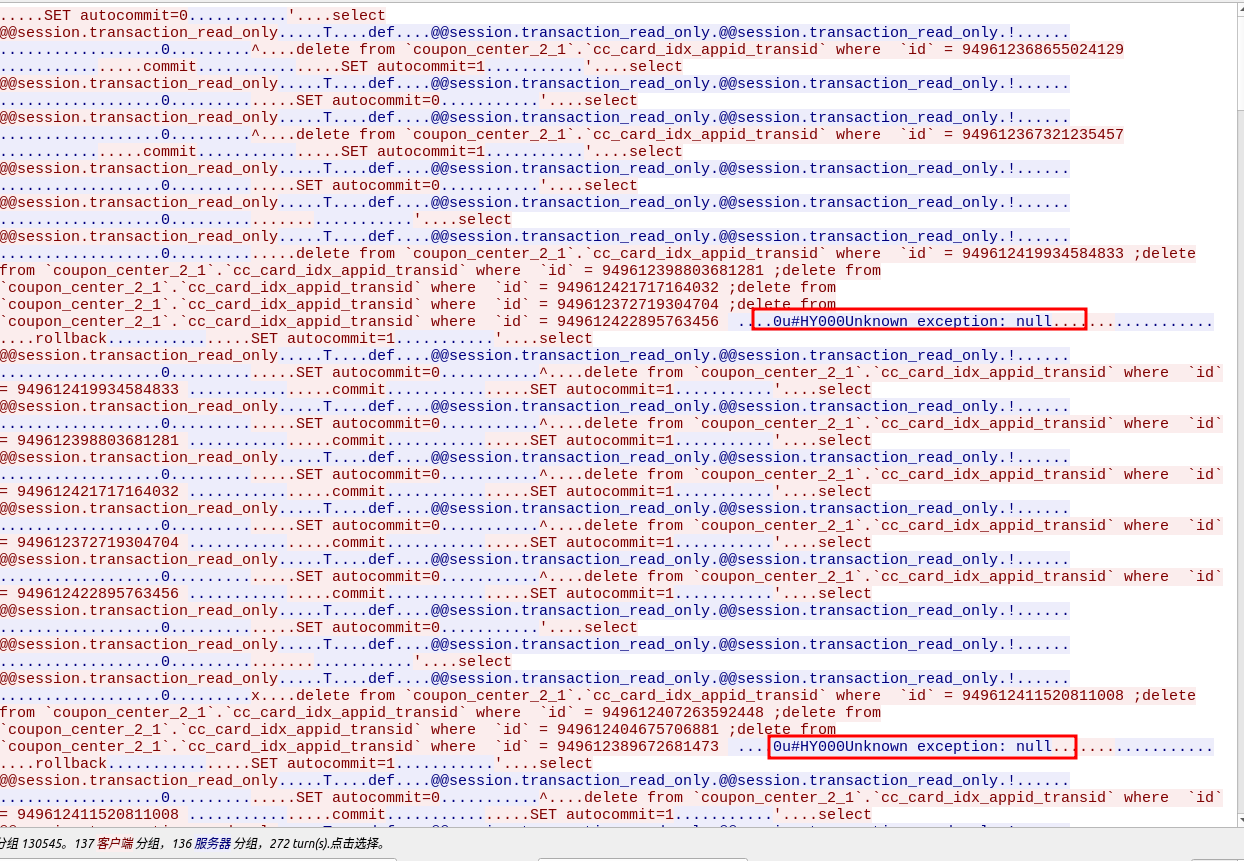 .....SET autocommit=0...........'....select
@@session.transaction_read_only.....T....def....@@session.transaction_read_only.@@session.transaction_read_only.!......
..................0.........^....delete from `coupon_center_2_1`.`cc_card_idx_appid_transid` where  `id` = 949612368655024129
................commit..............SET autocommit=1...........'....select
@@session.transaction_read_only.....T....def....@@session.transaction_read_only.@@session.transaction_read_only.!......
..................0..............SET autocommit=0...........'....select
@@session.transaction_read_only.....T....def....@@session.transaction_read_only.@@session.transaction_read_only.!......
..................0.........^....delete from `coupon_center_2_1`.`cc_card_idx_appid_transid` where  `id` = 949612367321235457
................commit................SET autocommit=1...........'....select
@@session.transaction_read_only.....T....def....@@session.transaction_read_only.@@session.transaction_read_only.!......
..................0..............SET autocommit=0...........'....select
@@session.transaction_read_only.....T....def....@@session.transaction_read_only.@@session.transaction_read_only.!......
..................0................ ...........'....select
@@session.transaction_read_only.....T....def....@@session.transaction_read_only.@@session.transaction_read_only.!......
..................0..............delete from `coupon_center_2_1`.`cc_card_idx_appid_transid` where  `id` = 949612419934584833 ;delete
from `coupon_center_2_1`.`cc_card_idx_appid_transid` where  `id` = 949612398803681281 ;delete from
`coupon_center_2_1`.`cc_card_idx_appid_transid` where  `id` = 949612421717164032 ;delete from
`coupon_center_2_1`.`cc_card_idx_appid_transid` where  `id` = 949612372719304704 ;delete from
`coupon_center_2_1`.`cc_card_idx_appid_transid` where  `id` = 949612422895763456  ....0u#HY000Unknown exception: null..................
....rollback................SET autocommit=1...........'....select
@@session.transaction_read_only.....T....def....@@session.transaction_read_only.@@session.transaction_read_only.!......
..................0..............SET autocommit=0...........^....delete from `coupon_center_2_1`.`cc_card_idx_appid_transid` where  `id`
= 949612419934584833 ................commit................SET autocommit=1...........'....select
@@session.transaction_read_only.....T....def....@@session.transaction_read_only.@@session.transaction_read_only.!......
..................0..............SET autocommit=0...........^....delete from `coupon_center_2_1`.`cc_card_idx_appid_transid` where  `id`
= 949612398803681281 ................commit................SET autocommit=1...........'....select
@@session.transaction_read_only.....T....def....@@session.transaction_read_only.@@session.transaction_read_only.!......
..................0..............SET autocommit=0...........^....delete from `coupon_center_2_1`.`cc_card_idx_appid_transid` where  `id`
= 949612421717164032 ................commit................SET autocommit=1...........'....select
@@session.transaction_read_only.....T....def....@@session.transaction_read_only.@@session.transaction_read_only.!......
..................0..............SET autocommit=0...........^....delete from `coupon_center_2_1`.`cc_card_idx_appid_transid` where  `id`
= 949612372719304704 ................commit................SET autocommit=1...........'....select
@@session.transaction_read_only.....T....def....@@session.transaction_read_only.@@session.transaction_read_only.!......
..................0..............SET autocommit=0...........^....delete from `coupon_center_2_1`.`cc_card_idx_appid_transid` where  `id`
= 949612422895763456 ................commit................SET autocommit=1...........'....select
@@session.transaction_read_only.....T....def....@@session.transaction_read_only.@@session.transaction_read_only.!......
..................0..............SET autocommit=0...........'....select
@@session.transaction_read_only.....T....def....@@session.transaction_read_only.@@session.transaction_read_only.!......
..................0................ ...........'....select
@@session.transaction_read_only.....T....def....@@session.transaction_read_only.@@session.transaction_read_only.!......
..................0.........x....delete from `coupon_center_2_1`.`cc_card_idx_appid_transid` where  `id` = 949612411520811008 ;delete
from `coupon_center_2_1`.`cc_card_idx_appid_transid` where  `id` = 949612407263592448 ;delete from
`coupon_center_2_1`.`cc_card_idx_appid_transid` where  `id` = 949612404675706881 ;delete from
`coupon_center_2_1`.`cc_card_idx_appid_transid` where  `id` = 949612389672681473  ....0u#HY000Unknown exception: null..................
....rollback................SET autocommit=1...........'....select
@@session.transaction_read_only.....T....def....@@session.transaction_read_only.@@session.transaction_read_only.!......
..................0..............SET autocommit=0...........^....delete from `coupon_center_2_1`.`cc_card_idx_appid_transid` where  `id`
= 949612411520811008 ................commit................SET autocommit=1...........'....select
分组 130545。137 客户端 分组，136 服务器 分组，272 turn(s).点击选择。